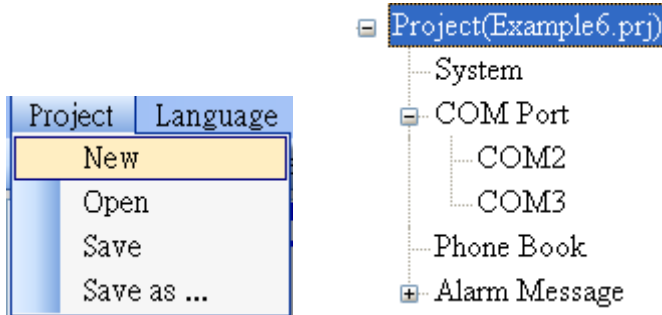 Project Language
New
Open
Save
Save as ...
Project(Example6.prj)
System
COM Port
COM2
COM3
Phone Book
Alarm Message